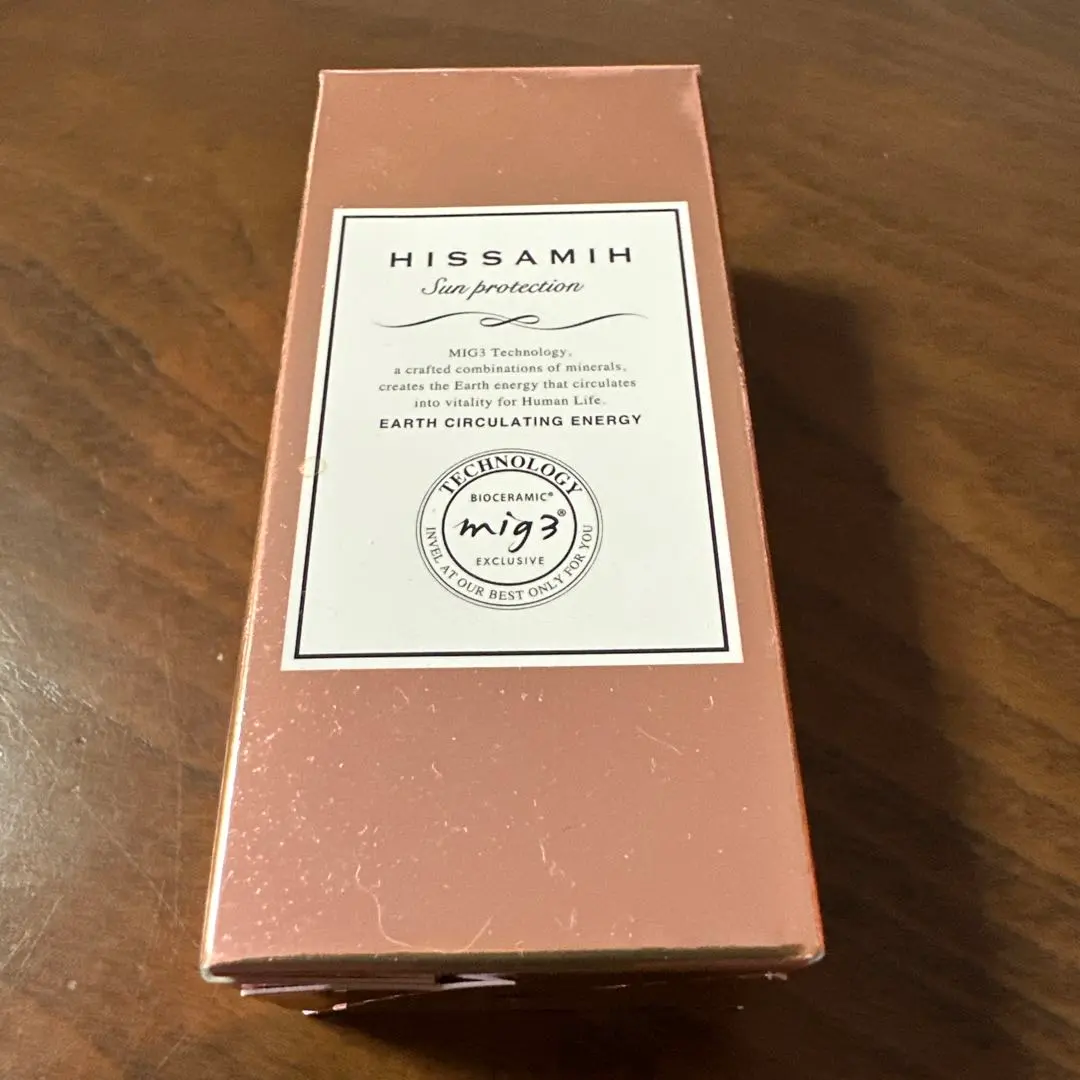 HISSAMIH
Sun protection
MIG3 Technology,
a crafted combinations of minerals,
creates the Earth energy that circulates
into vitality for Human Life.
EARTH CIRCULATING ENERGY
TECHNOLOGY
BIOCERAMIC®
mig3®
EXCLUSIVE
INVEL AT OUR BEST ONLY FOR YOU